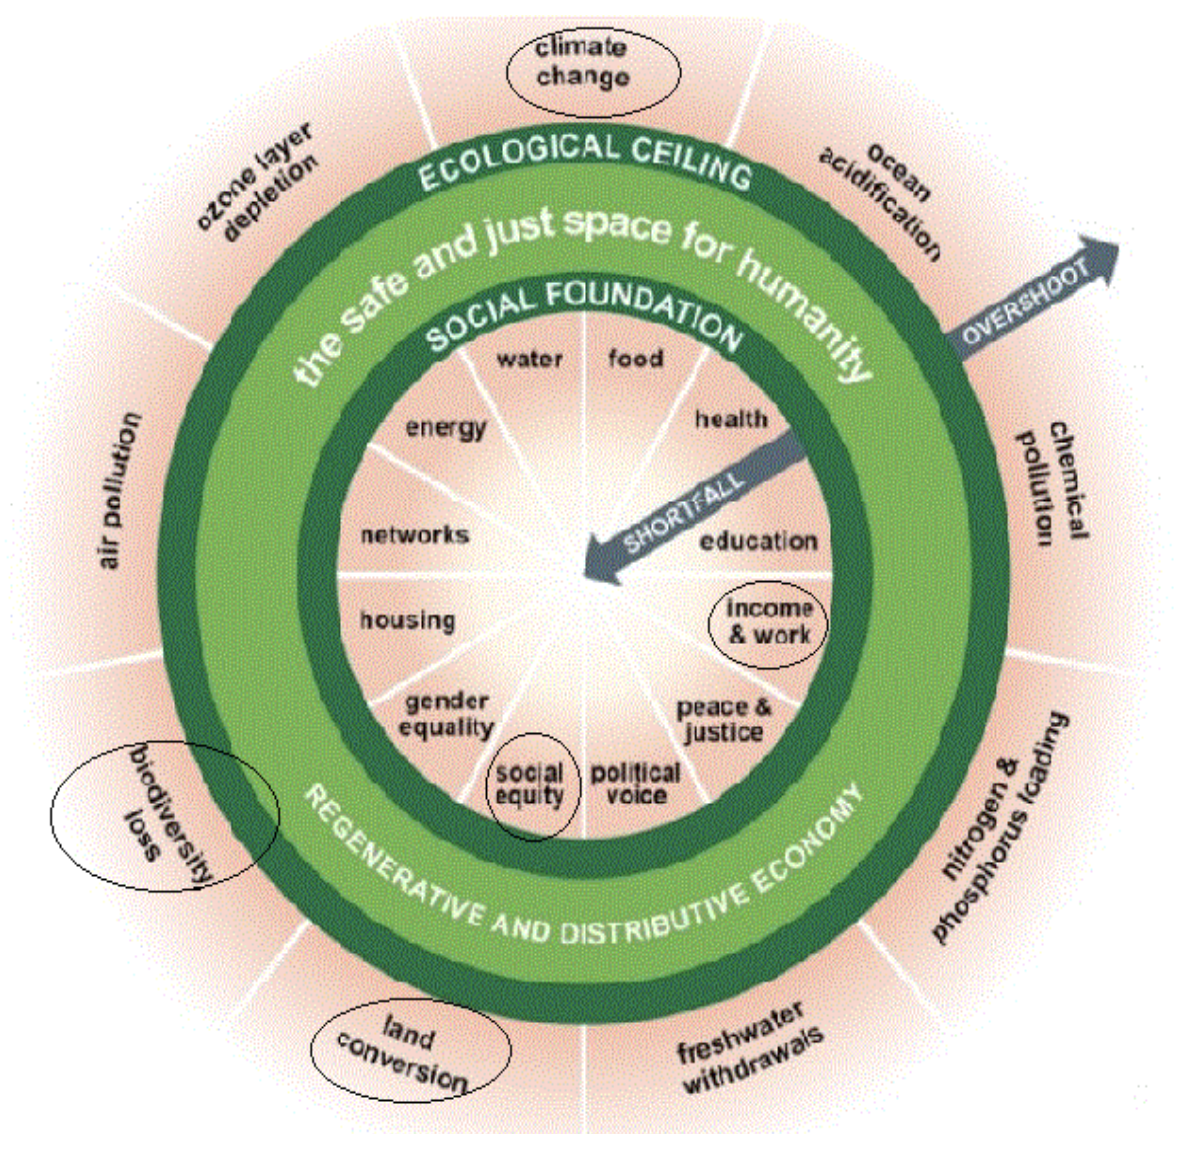 climate
change
ECOLOGICAL CEILING
ozone layer
depletion
ocean
acidification
the safe and just space for humanity
OVERSHOOT
SOCIAL FOUNDATION
water
food
energy
health
air pollution
chemical
pollution
SHORTFALL
networks
education
housing
income
& work
gender
equality
peace &
justice
social
equity
political
voice
biodiversity
loss
nitrogen &
phosphorus loading
REGENERATIVE AND DISTRIBUTIVE ECONOMY
land
conversion
freshwater
withdrawals